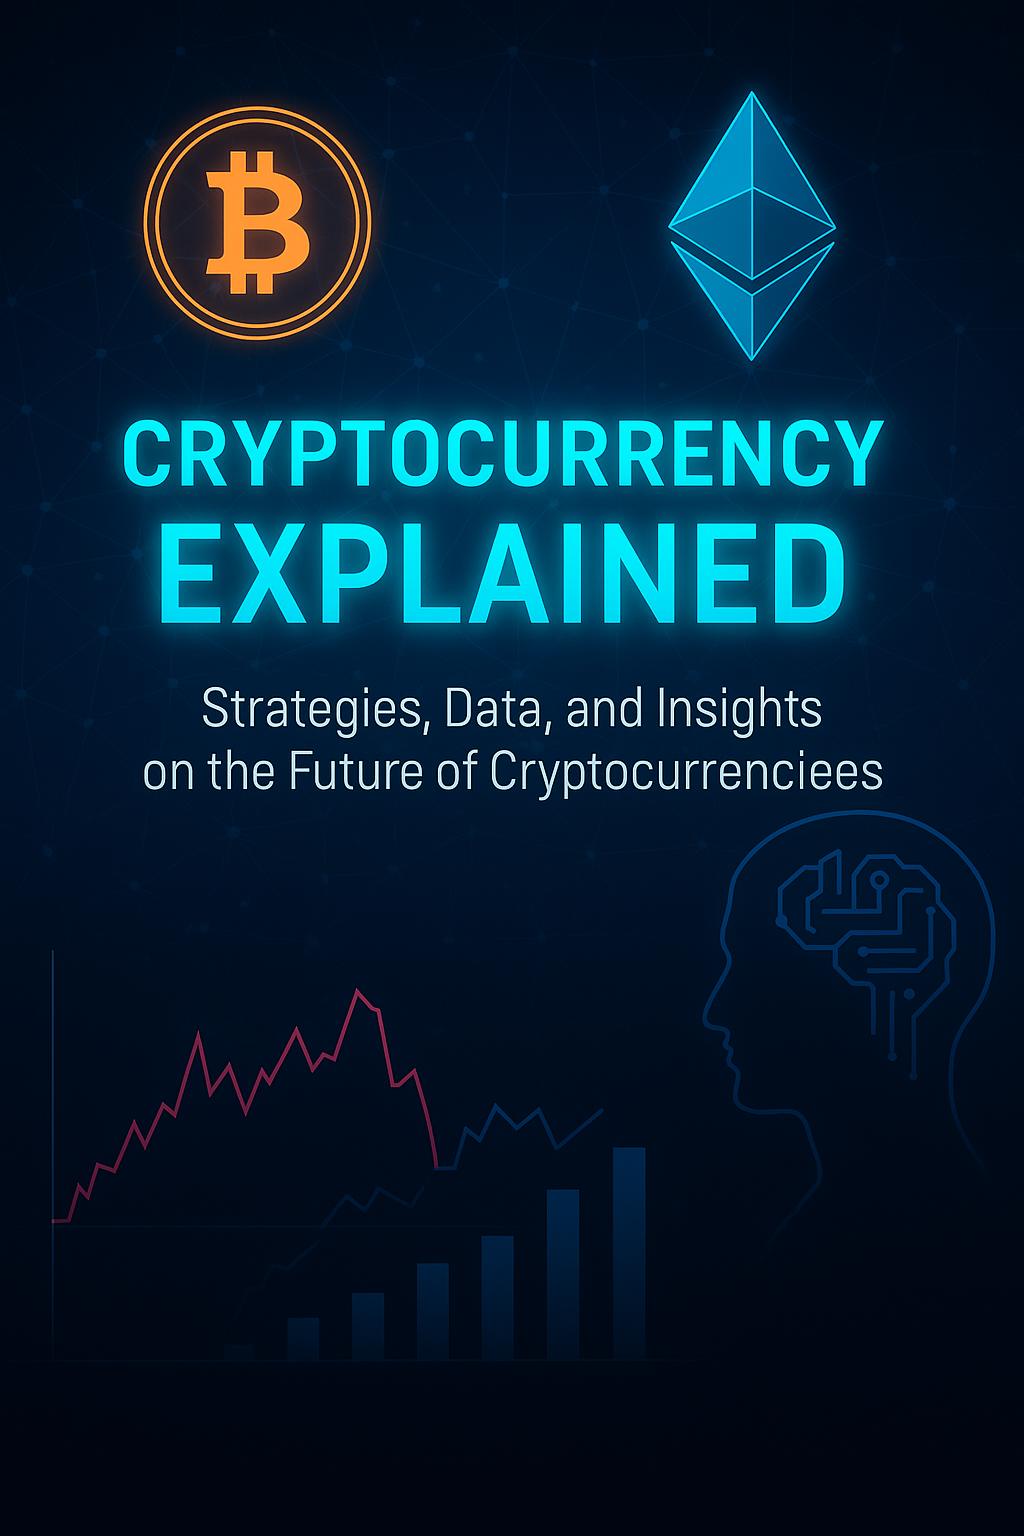 CRYPTOCURRENCY
EXPLAINED
Strategies, Data, and Insights
on the Future of Cryptocurrenciees